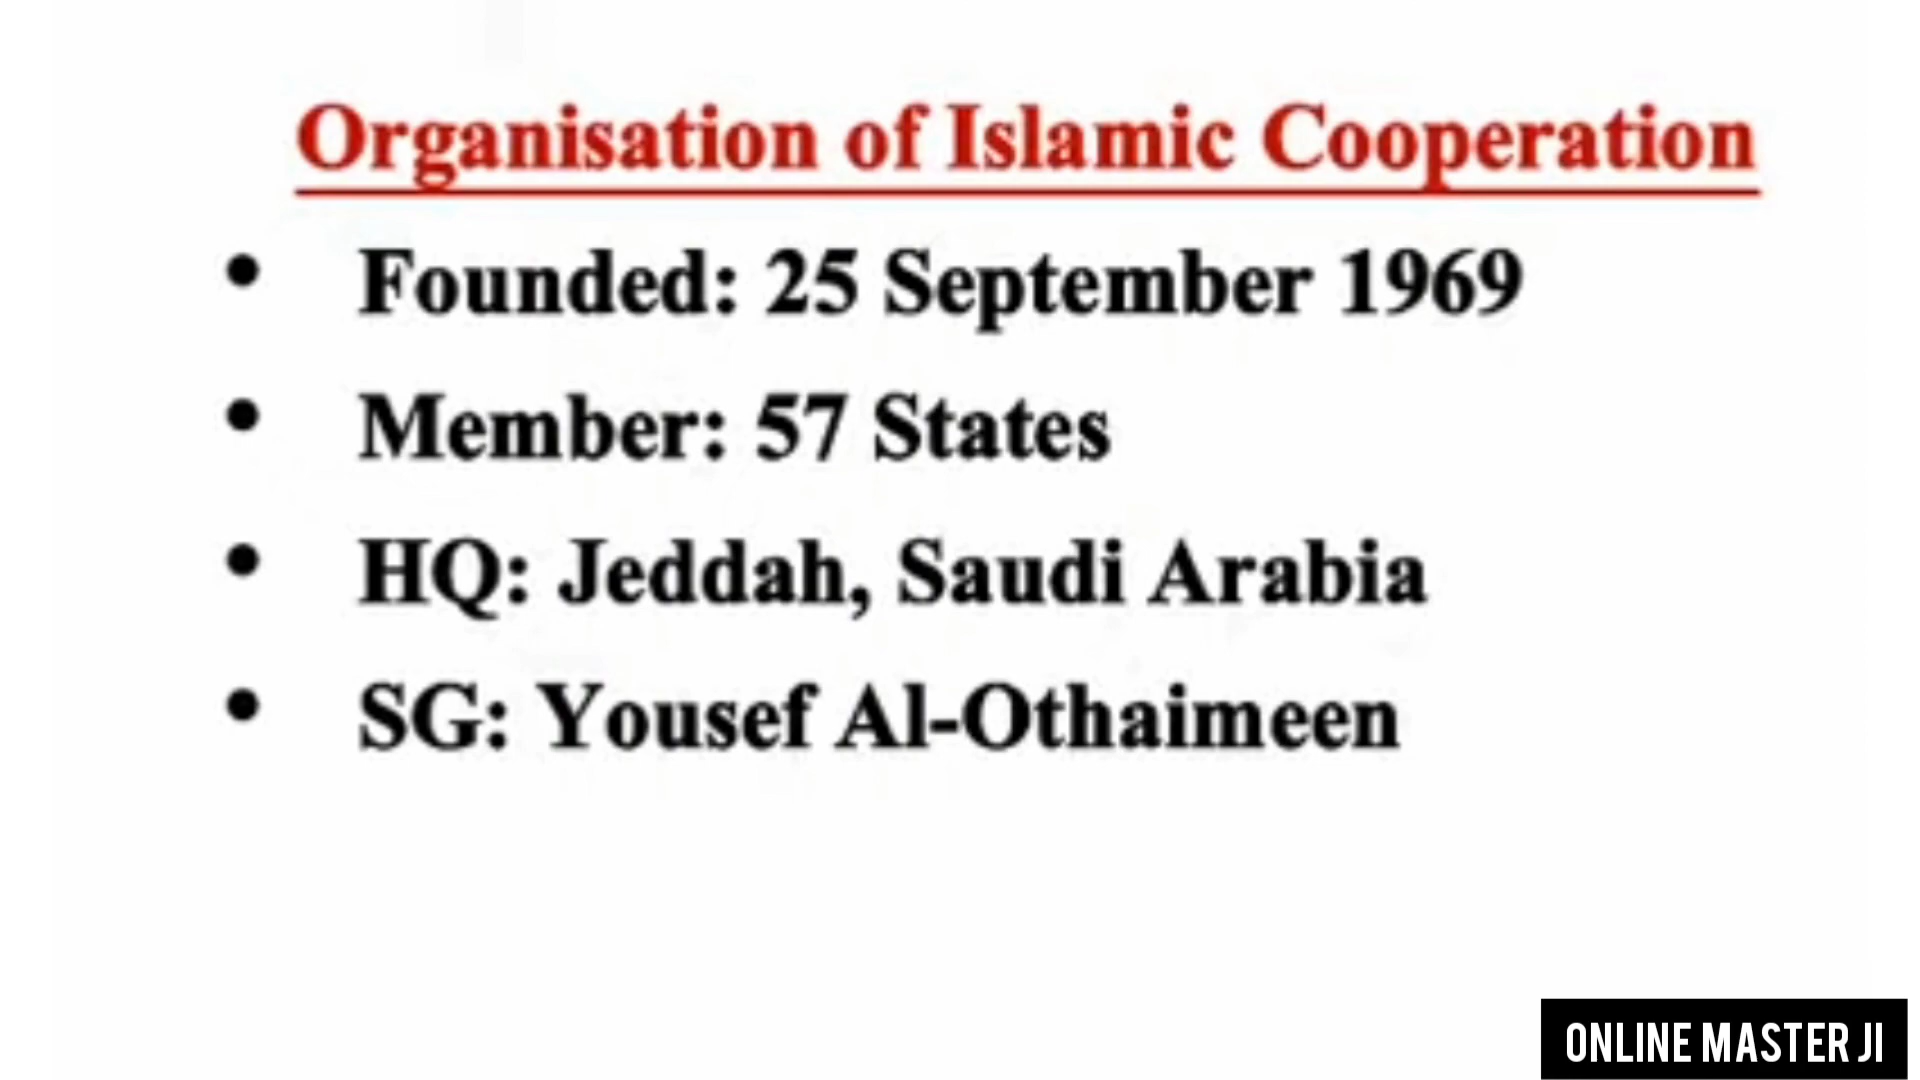 Organisation of Islamic Cooperation
• Founded: 25 September 1969
• Member: 57 States
• HQ: Jeddah, Saudi Arabia
• SG: Yousef Al-Othaimeen
ONLINE MASTER JI